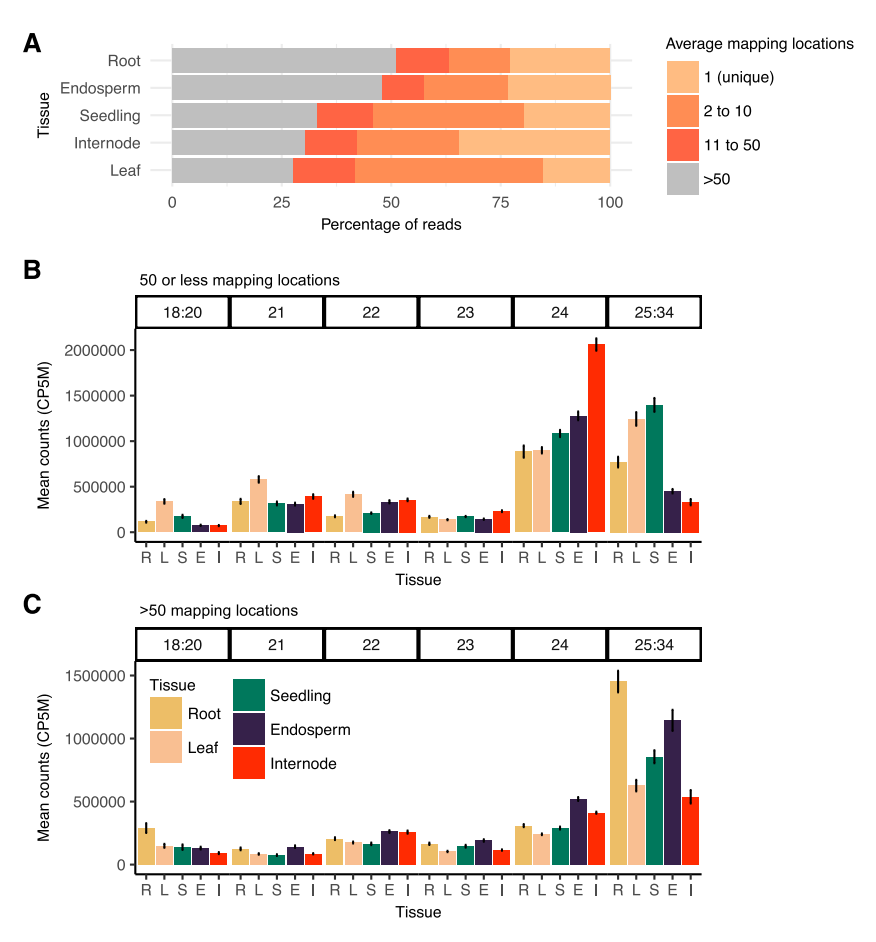 A
Average mapping locations
Root
Endosperm
Seedling
Internode
Leaf
Tissue
1 (unique)
2 to 10
11 to 50
>50
0 25 50 75 100
Percentage of reads
B
50 or less mapping locations
18:20 21 22 23 24 25:34
2000000
1500000
1000000
500000
0
Mean counts (CP5M)
R L S E I R L S E I R L S E I R L S E I R L S E I R L S E I
Tissue
C
>50 mapping locations
18:20 21 22 23 24 25:34
1500000
1000000
500000
0
Mean counts (CP5M)
Tissue
Root
Leaf
Seedling
Endosperm
Internode
R L S E I R L S E I R L S E I R L S E I R L S E I R L S E I
Tissue